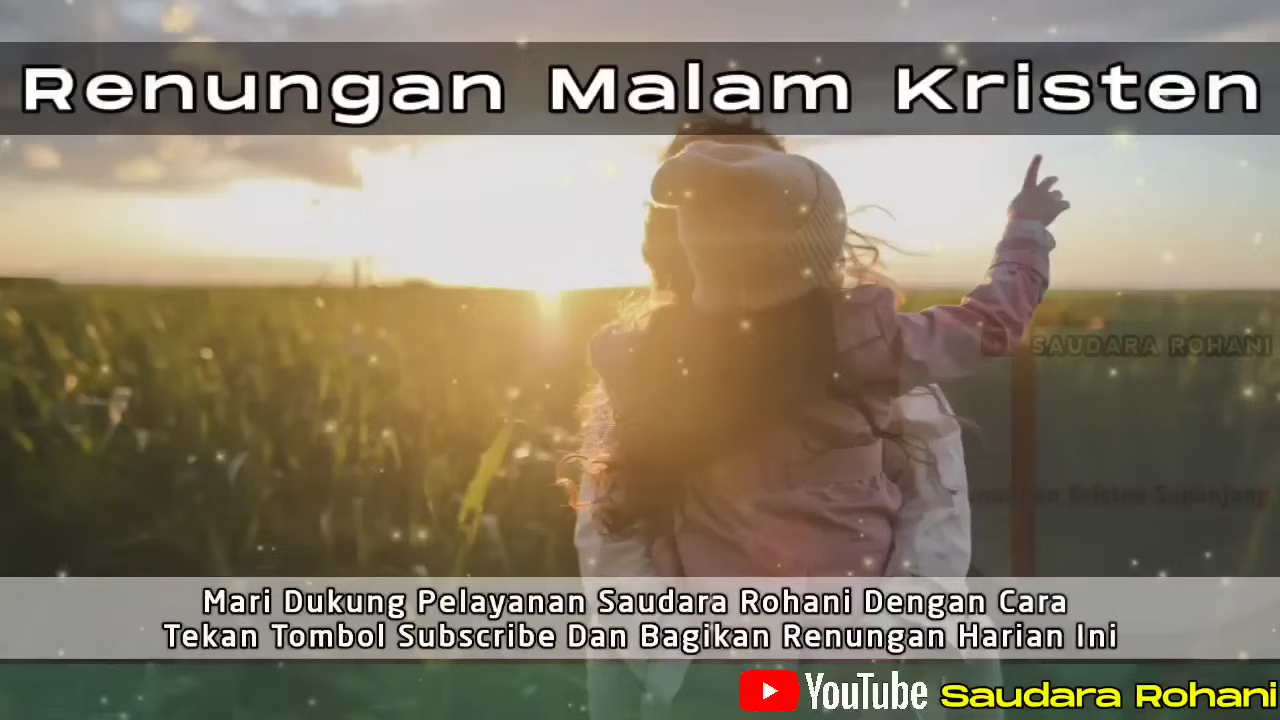 Renungan Malam Kristen
SAUDARA ROHANI
Mari Dukung Pelayanan Saudara Rohani Dengan Cara
Tekan Tombol Subscribe Dan Bagikan Renungan Harian Ini
YouTube Saudara Rohani